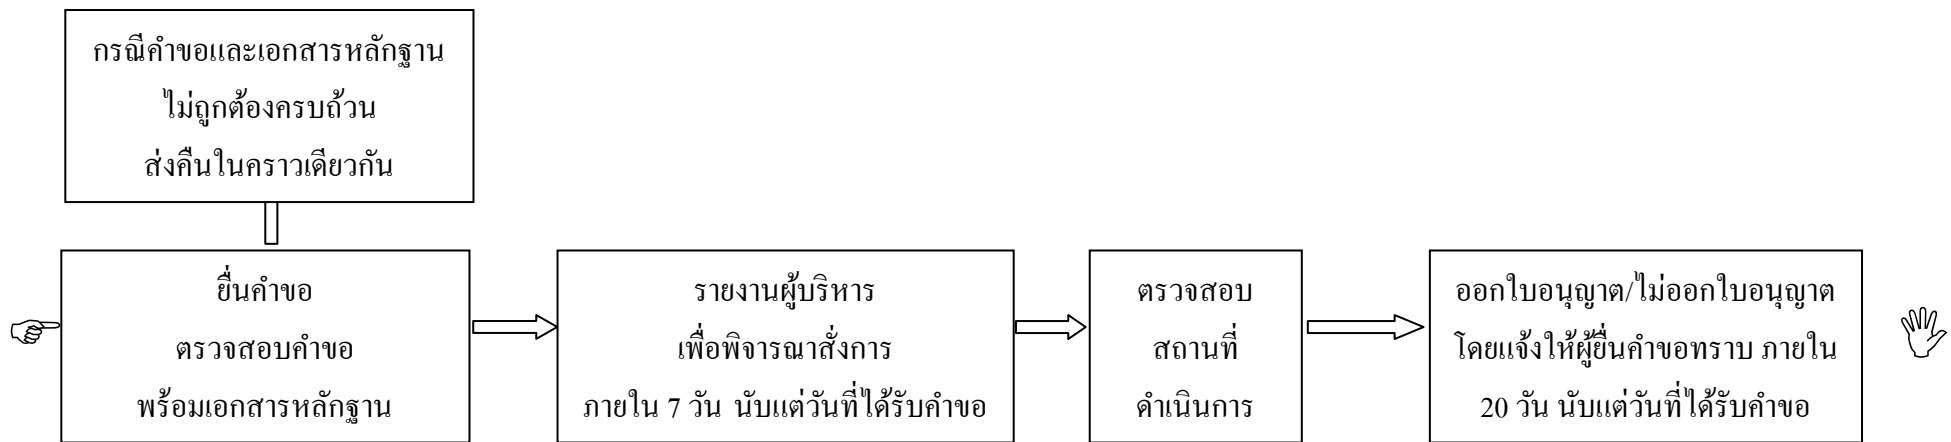 กรณีคำขอและเอกสารหลักฐาน
ไม่ถูกต้องครบถ้วน
ส่งคืนในคราวเดียวกัน
ยื่นคำขอ
ตรวจสอบคำขอ
พร้อมเอกสารหลักฐาน
รายงานผู้บริหาร
เพื่อพิจารณาสั่งการ
ภายใน 7 วัน นับแต่วันที่ได้รับคำขอ
ตรวจสอบ
สถานที่
ดำเนินการ
ออกใบอนุญาต/ไม่ออกใบอนุญาต
โดยแจ้งให้ผู้ยื่นคำขอทราบ ภายใน
20 วัน นับแต่วันที่ได้รับคำขอ